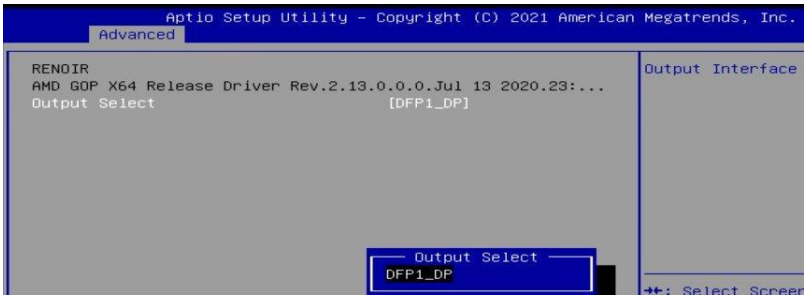 Aptio Setup Utility – Copyright (C) 2021 American Megatrends, Inc.
Advanced
RENOIR
AMD GOP X64 Release Driver Rev.2.13.0.0.0.Jul 13 2020.23:...
Output Select [DFP1_DP]
Output Interface
Output Select
DFP1_DP
→←: Select Screen